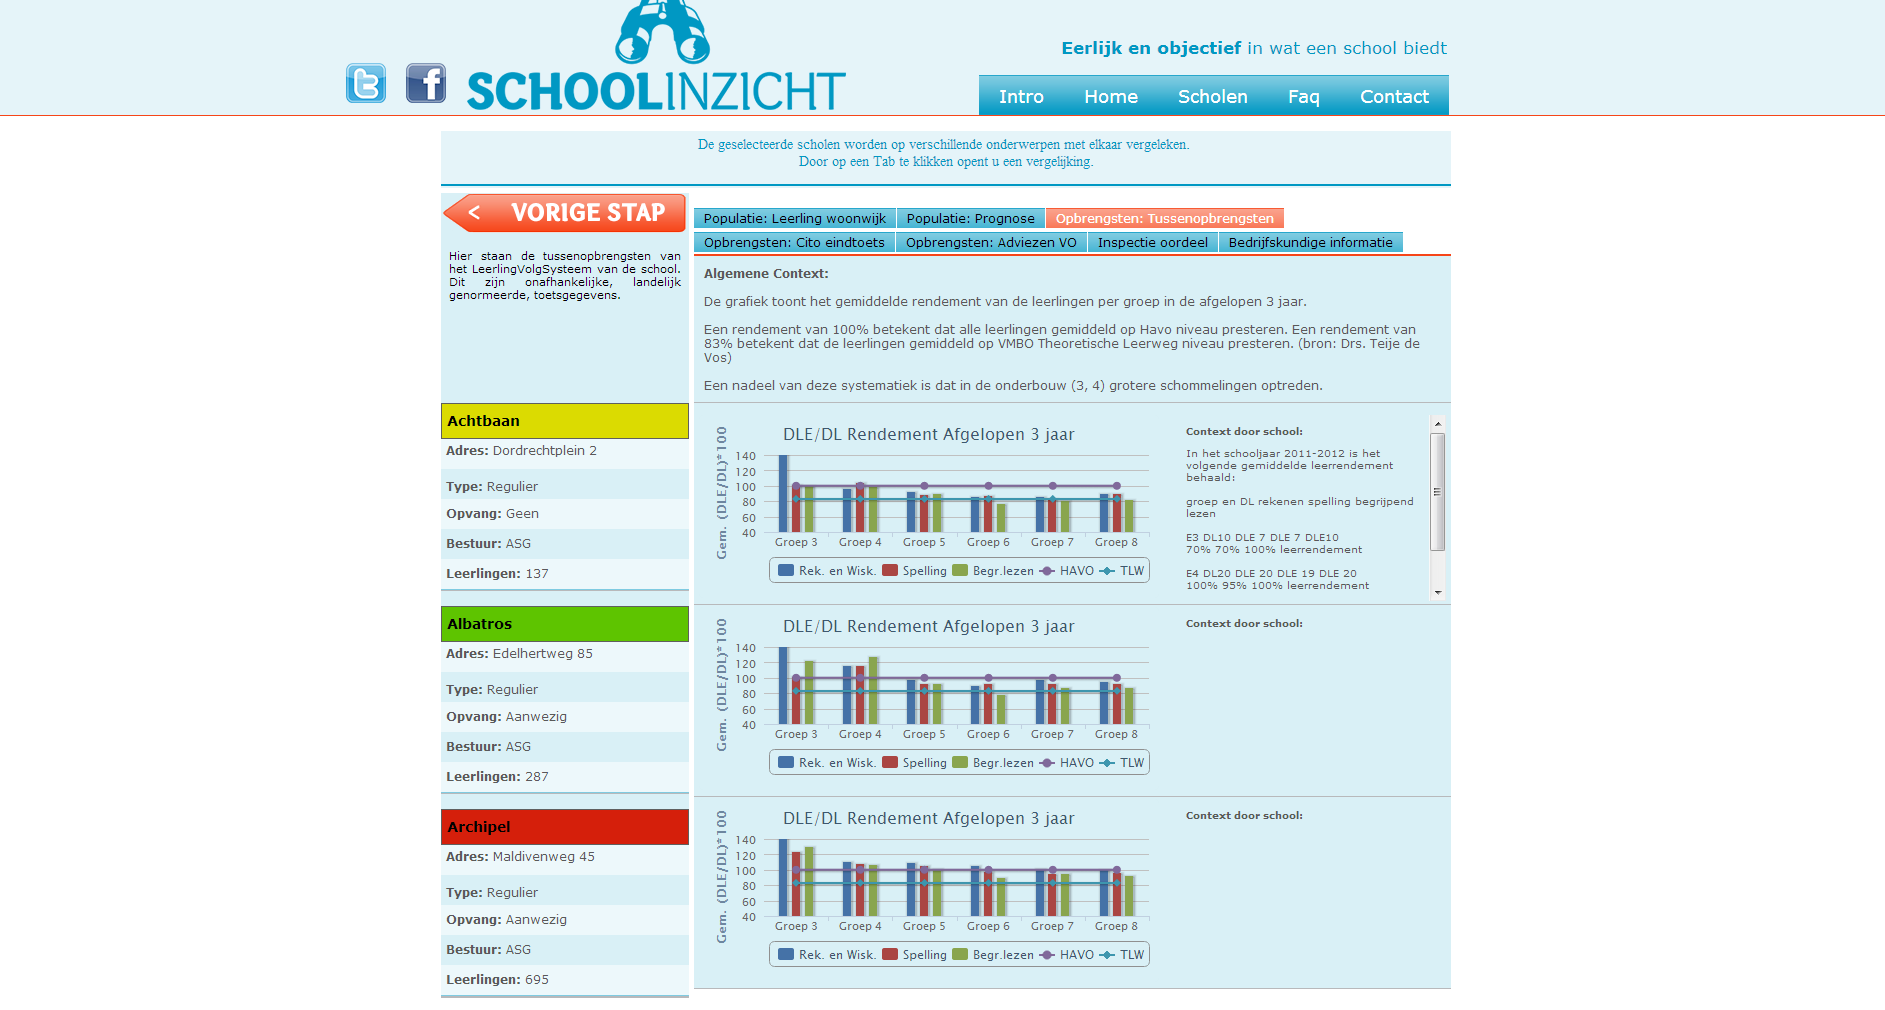 Eerlijk en objectief in wat een school biedt
SCHOOLINZICHT
Intro Home Scholen Faq Contact
De geselecteerde scholen worden op verschillende onderwerpen met elkaar vergeleken.
Door op een Tab te klikken opent u een vergelijking.
< VORIGE STAP
Hier staan de tussenopbrengsten van
het LeerlingVolgSysteem van de school.
Dit zijn onafhankelijke, landelijk
genormeerde, toetsgegevens.
Populatie: Leerling woonwijk Populatie: Prognose Opbrengsten: Tussenopbrengsten
Opbrengsten: Cito eindtoets Opbrengsten: Adviezen VO Inspectie oordeel Bedrijfskundige informatie
Algemene Context:
De grafiek toont het gemiddelde rendement van de leerlingen per groep in de afgelopen 3 jaar.
Een rendement van 100% betekent dat alle leerlingen gemiddeld op Havo niveau presteren. Een rendement van
83% betekent dat de leerlingen gemiddeld op VMBO Theoretische Leerweg niveau presteren. (bron: Drs. Teije de
Vos)
Een nadeel van deze systematiek is dat in de onderbouw (3, 4) grotere schommelingen optreden.
Achtbaan
Adres: Dordrechtplein 2
Type: Regulier
Opvang: Geen
Bestuur: ASG
Leerlingen: 137
DLE/DL Rendement Afgelopen 3 jaar
Gem. (DLE/DL)*100
140
120
100
80
60
40
Groep 3 Groep 4 Groep 5 Groep 6 Groep 7 Groep 8
Rek. en Wisk. Spelling Begr.lezen HAVO TLW
Context door school:
In het schooljaar 2011-2012 is het
volgende gemiddelde leerrendement
behaald:
groep en DL rekenen spelling begrijpend
lezen
E3 DL10 DLE 7 DLE 7 DLE10
70% 70% 100% leerrendement
E4 DL20 DLE 20 DLE 19 DLE 20
100% 95% 100% leerrendement
Albatros
Adres: Edelhertweg 85
Type: Regulier
Opvang: Aanwezig
Bestuur: ASG
Leerlingen: 287
DLE/DL Rendement Afgelopen 3 jaar
Gem. (DLE/DL)*100
140
120
100
80
60
40
Groep 3 Groep 4 Groep 5 Groep 6 Groep 7 Groep 8
Rek. en Wisk. Spelling Begr.lezen HAVO TLW
Context door school:
Archipel
Adres: Maldivenweg 45
Type: Regulier
Opvang: Aanwezig
Bestuur: ASG
Leerlingen: 695
DLE/DL Rendement Afgelopen 3 jaar
Gem. (DLE/DL)*100
140
120
100
80
60
40
Groep 3 Groep 4 Groep 5 Groep 6 Groep 7 Groep 8
Rek. en Wisk. Spelling Begr.lezen HAVO TLW
Context door school: